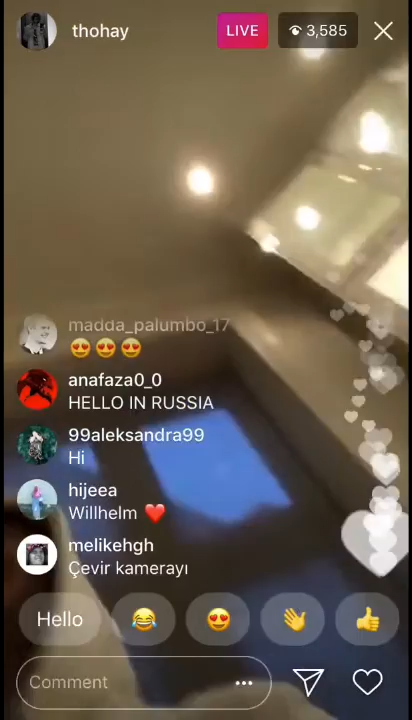 thohay
LIVE
3,585
madda_palumbo_17
😍😍😍
anafaza0_0
HELLO IN RUSSIA
99aleksandra99
Hi
hijeea
Willhelm ❤️
melikehgh
Çevir kamerayı
Hello
Comment